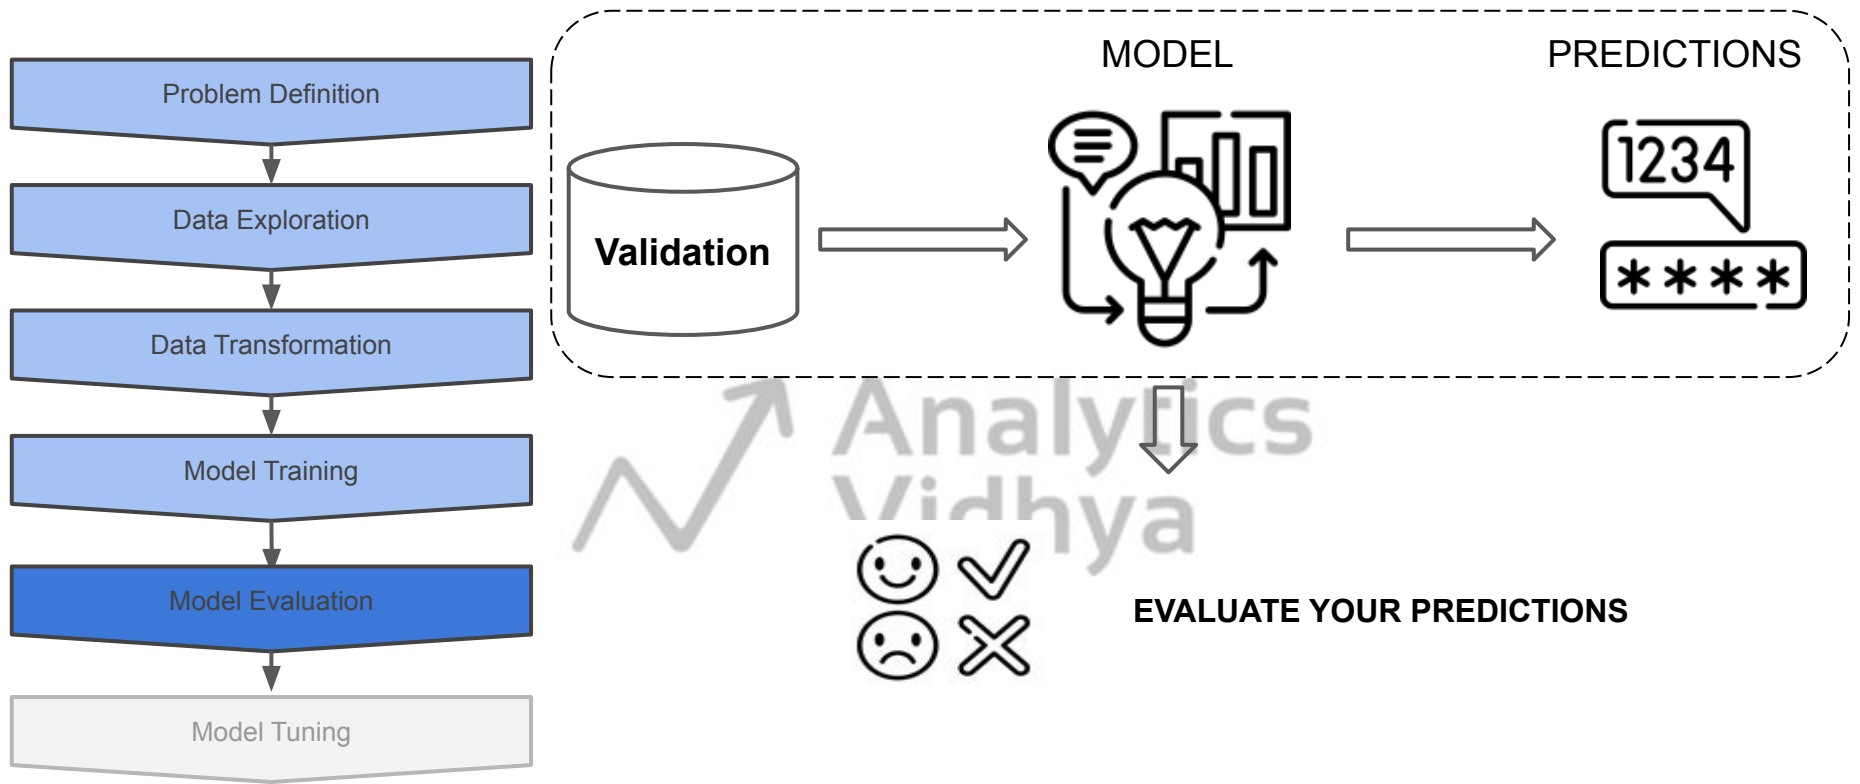 Problem Definition
Data Exploration
Data Transformation
Model Training
Model Evaluation
Model Tuning
MODEL
PREDICTIONS
Validation
1234
****
Analytics
Vidhya
EVALUATE YOUR PREDICTIONS